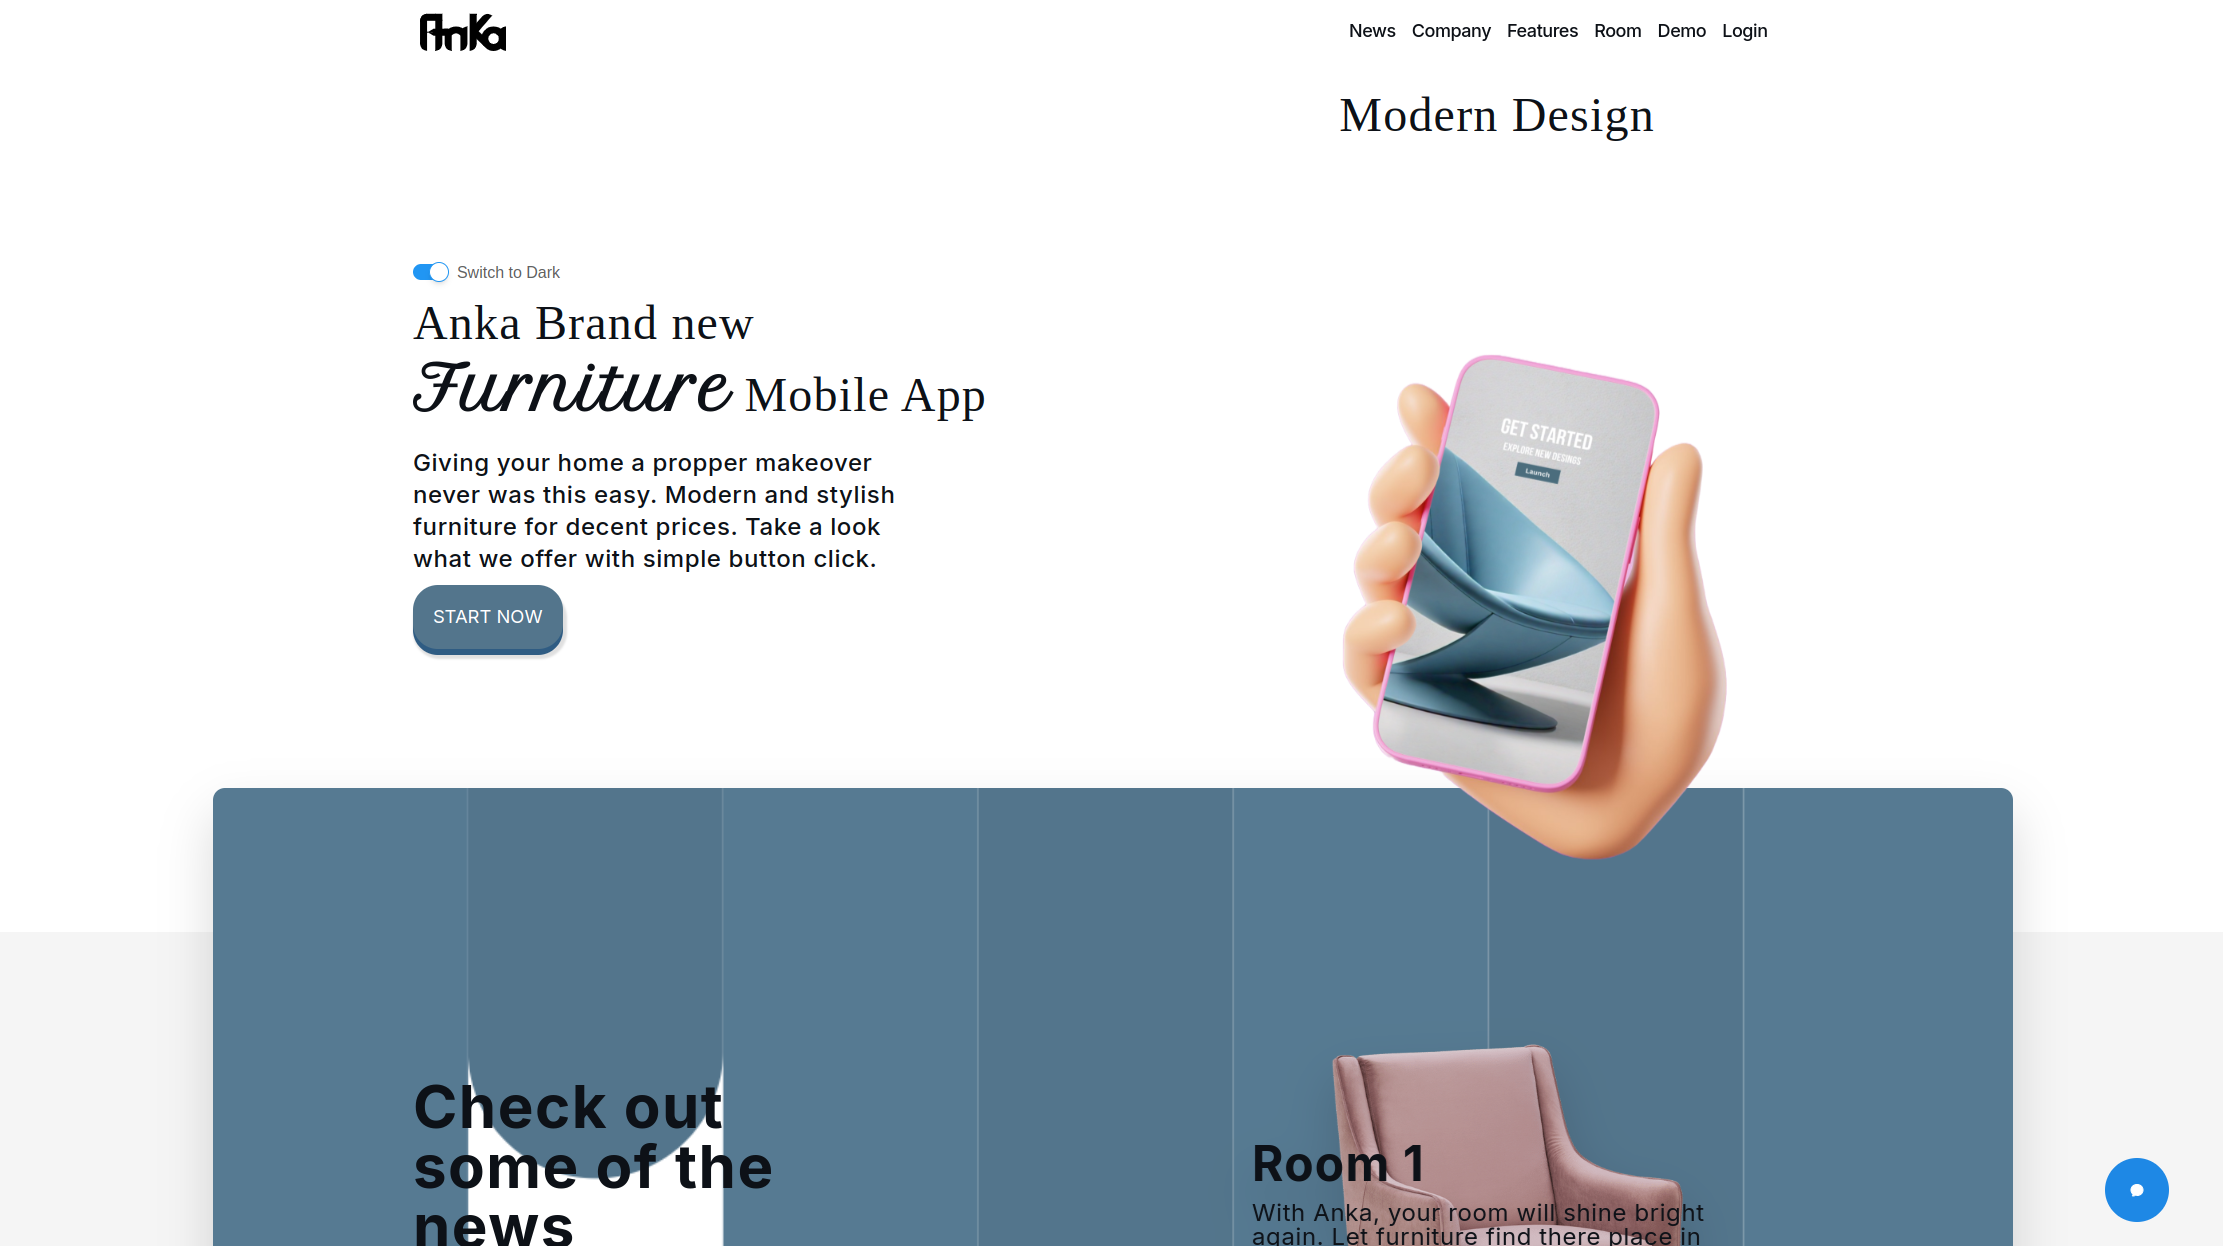 AnKa
News Company Features Room Demo Login
Modern Design
Switch to Dark
Anka Brand new
Furniture Mobile App
Giving your home a propper makeover
never was this easy. Modern and stylish
furniture for decent prices. Take a look
what we offer with simple button click.
START NOW
GET STARTED
EXPLORE NEW DESINGS
Launch
Check out
some of the
news
Room 1
With Anka, your room will shine bright
again. Let furniture find there place in